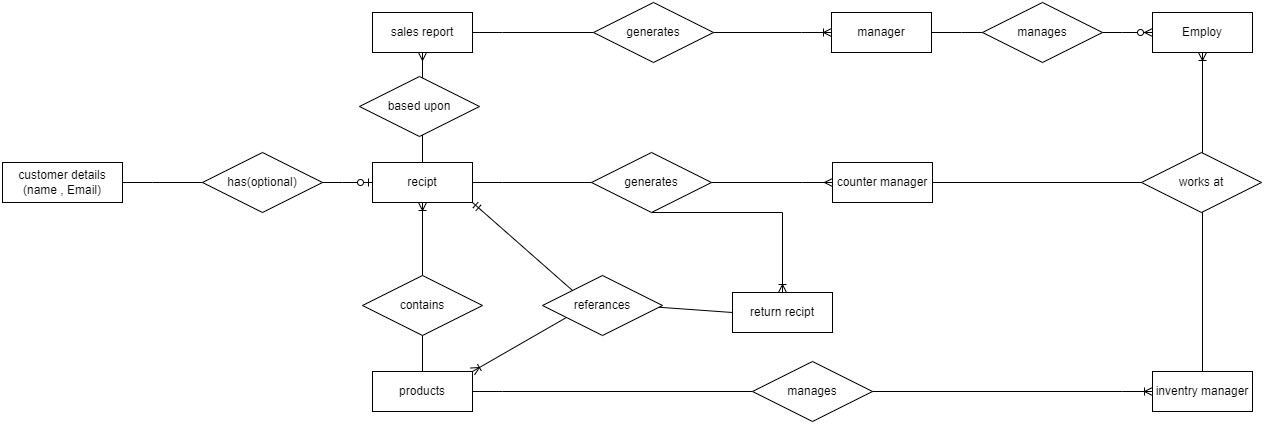 sales report
generates
manager
manages
Employ
based upon
customer details
(name , Email)
has(optional)
recipt
generates
counter manager
works at
contains
referances
return recipt
products
manages
inventry manager